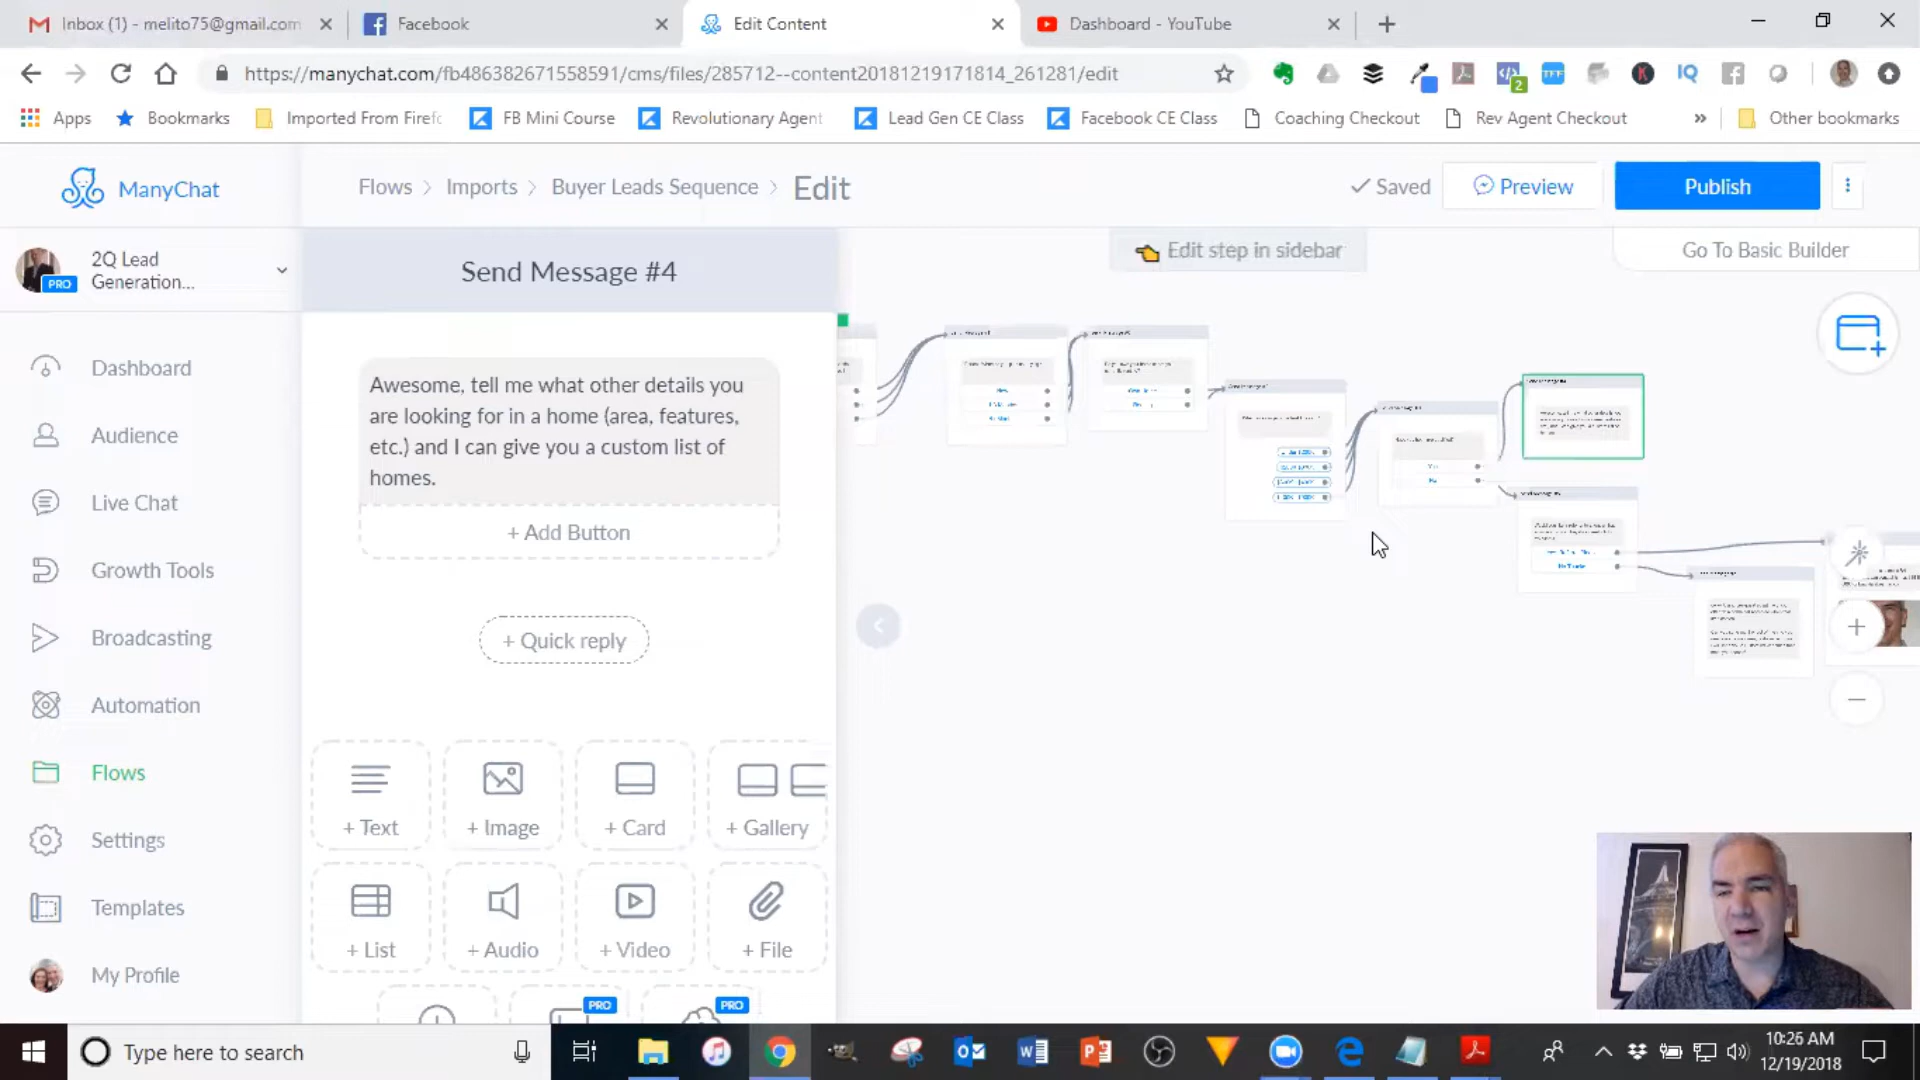 Inbox (1) - melito75@gmail.com
Facebook
Edit Content
Dashboard - YouTube
https://manychat.com/fb486382671558591/cms/files/285712--content20181219171814_261281/edit
Apps
Bookmarks
Imported From Firefo
FB Mini Course
Revolutionary Agent
Lead Gen CE Class
Facebook CE Class
Coaching Checkout
Rev Agent Checkout
»
Other bookmarks
ManyChat
Flows > Imports > Buyer Leads Sequence > Edit
Saved
Preview
Publish
2Q Lead
Generation...
PRO
Send Message #4
Edit step in sidebar
Go To Basic Builder
Dashboard
Audience
Live Chat
Growth Tools
Broadcasting
Automation
Flows
Settings
Templates
My Profile
Awesome, tell me what other details you
are looking for in a home (area, features,
etc.) and I can give you a custom list of
homes.
+ Add Button
+ Quick reply
+ Text
+ Image
+ Card
+ Gallery
+ List
+ Audio
+ Video
+ File
PRO
PRO
Type here to search
10:26 AM
12/19/2018